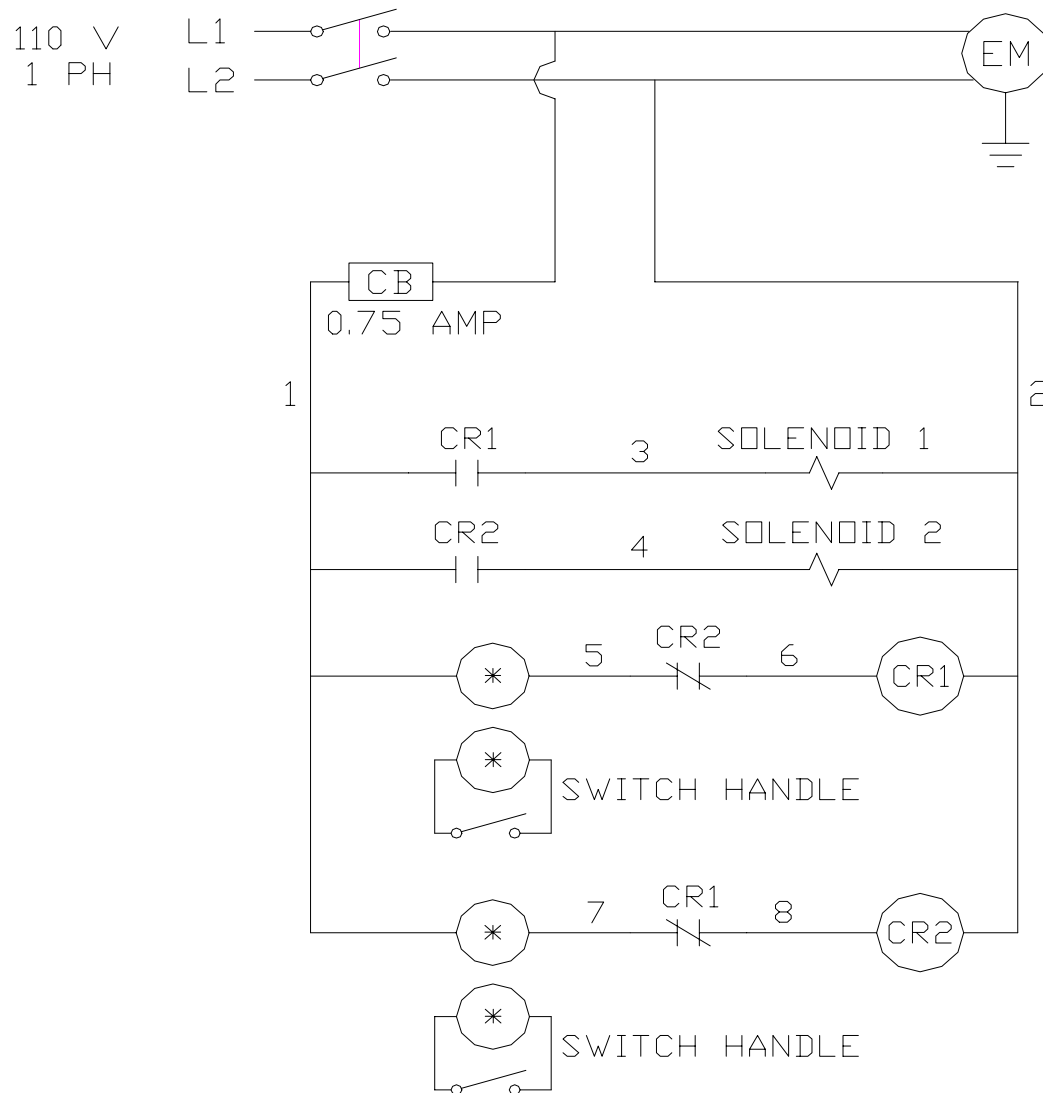 110 V L1
1 PH L2
EM
CB
0.75 AMP
1
2
CR1 3 SOLENOID 1
CR2 4 SOLENOID 2
5 CR2 6
* CR1
*
SWITCH HANDLE
7 CR1 8
* CR2
*
SWITCH HANDLE